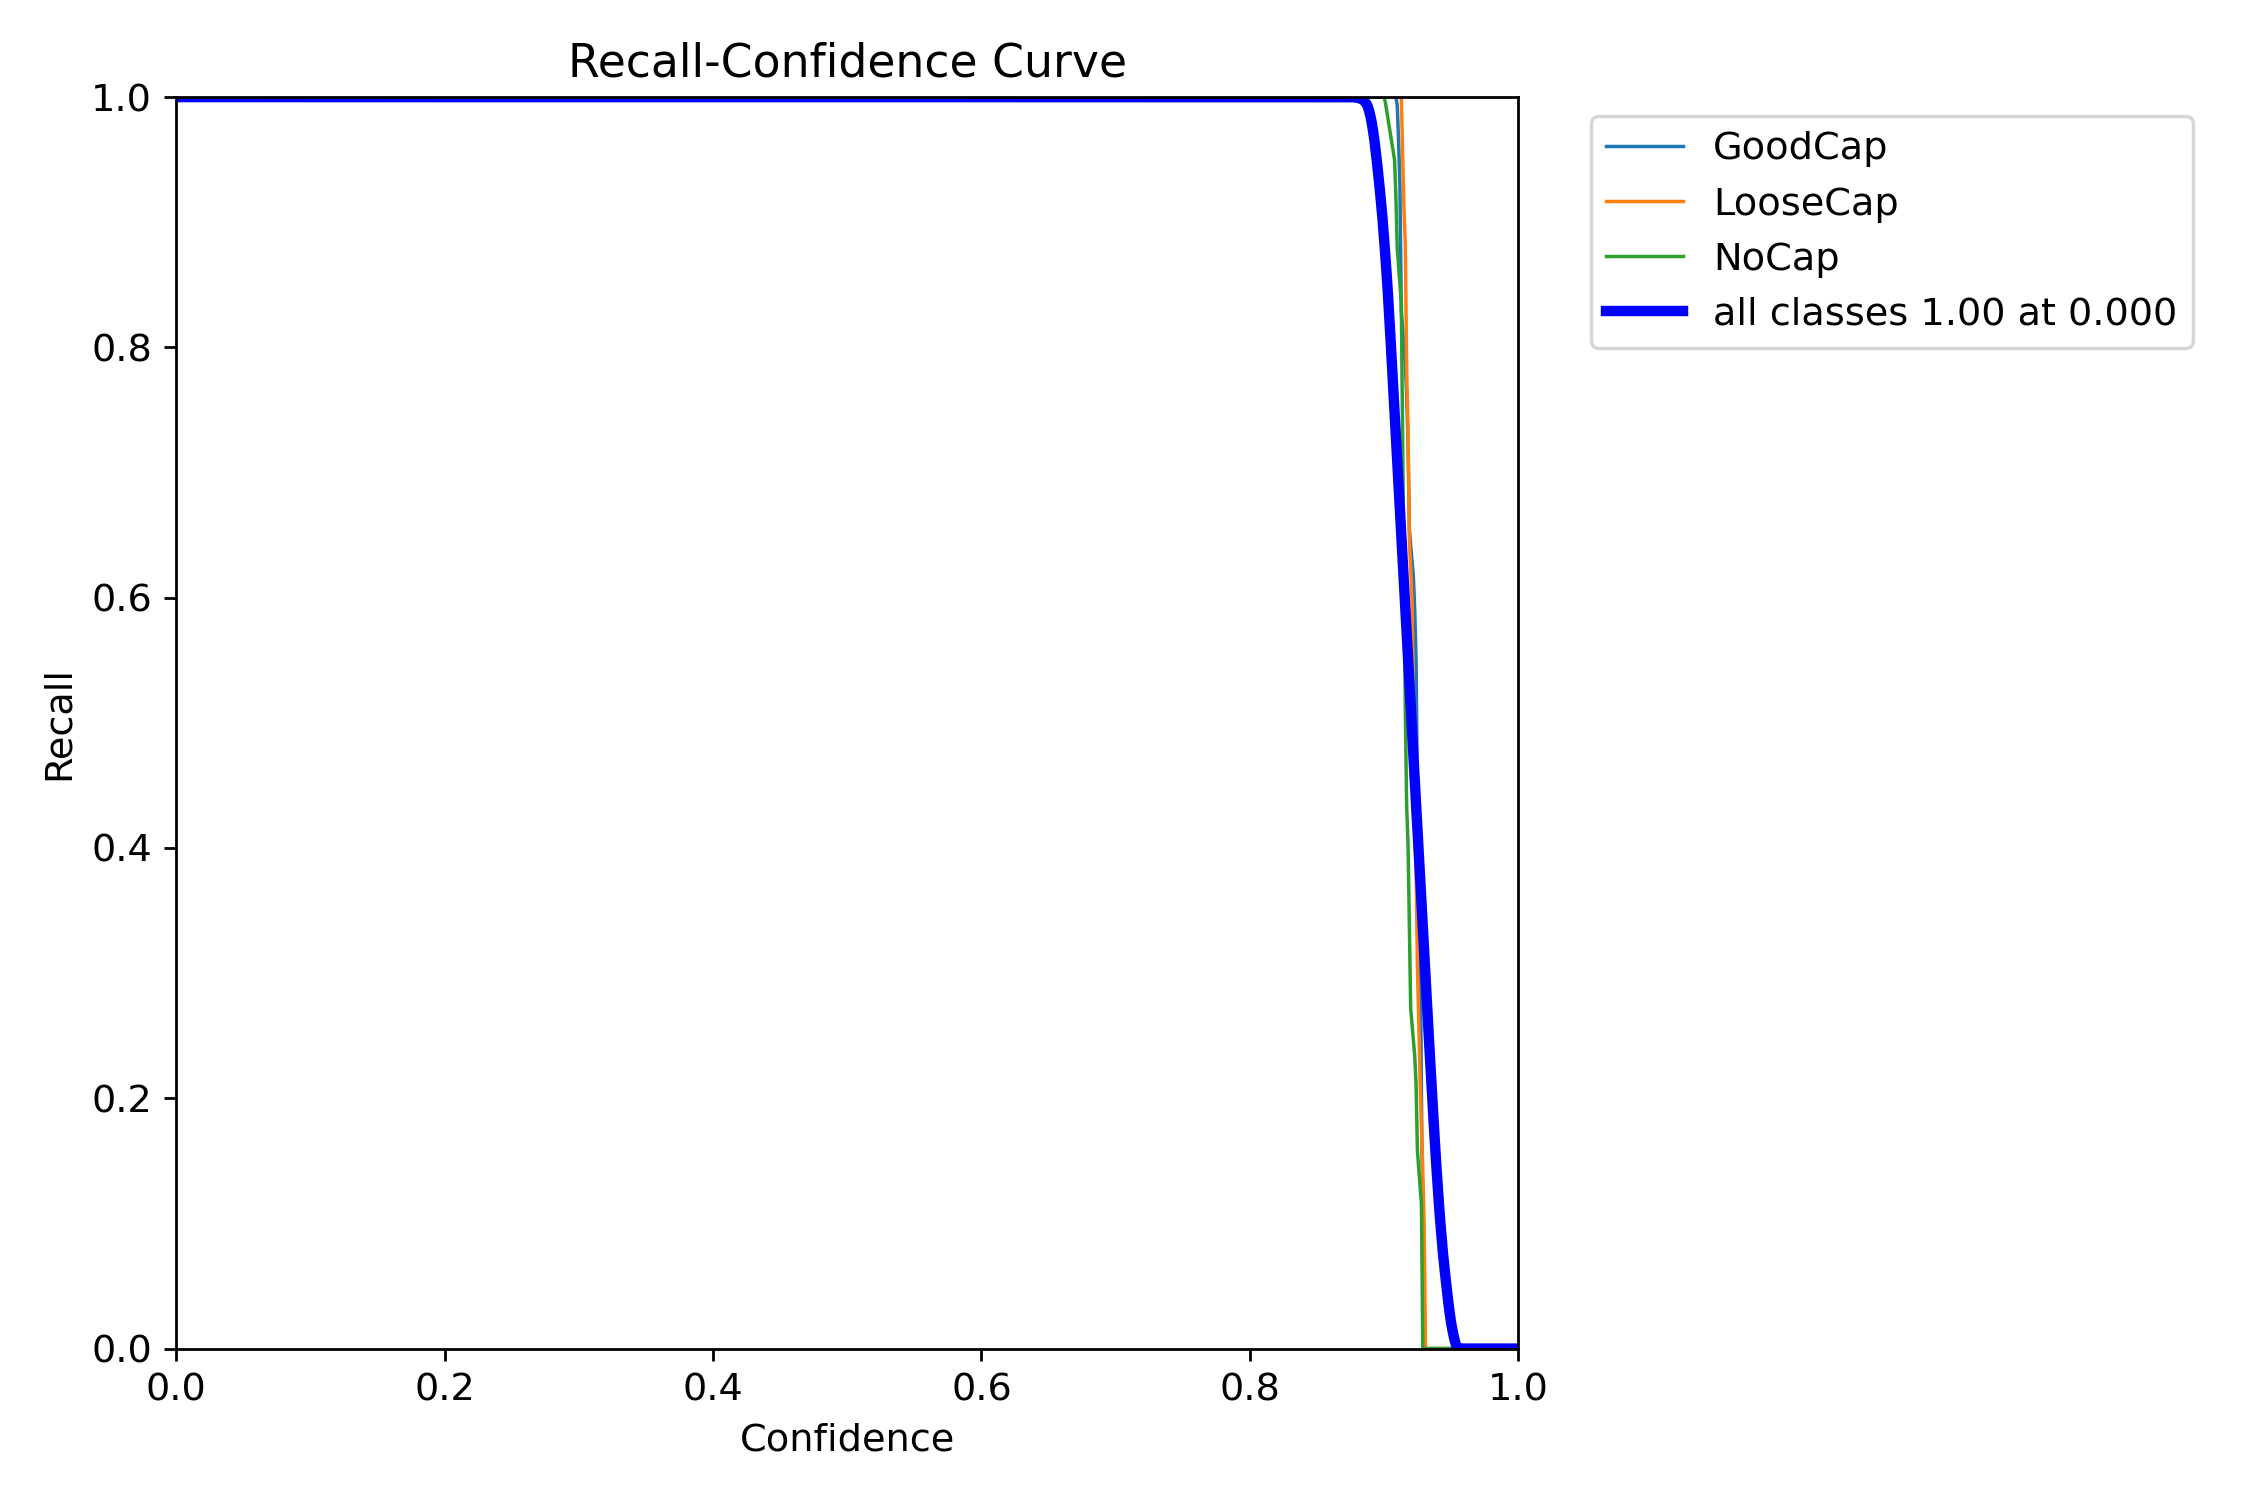 Recall-Confidence Curve
1.0
0.8
0.6
0.4
0.2
0.0
Recall
0.0 0.2 0.4 0.6 0.8 1.0
Confidence
GoodCap
LooseCap
NoCap
all classes 1.00 at 0.000